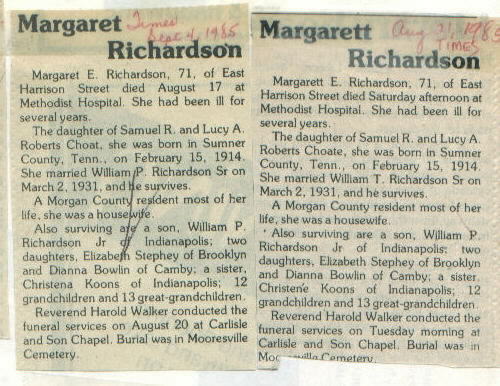 Margaret Times
Sept 4, 1985
Richardson
Margaret E. Richardson, 71, of East
Harrison Street died August 17 at
Methodist Hospital. She had been ill for
several years.
The daughter of Samuel R. and Lucy A.
Roberts Choat, she was born in Sumner
County, Tenn., on February 15, 1914.
She married William P. Richardson Sr on
March 2, 1931, and he survives.
A Morgan County resident most of her
life, she was a housewife.
Also surviving are a son, William P.
Richardson Jr of Indianapolis; two
daughters, Elizabeth Stephey of Brooklyn
and Dianna Bowlin of Camby; a sister,
Christena Koons of Indianapolis; 12
grandchildren and 13 great-grandchildren.
Reverend Harold Walker conducted the
funeral services on August 20 at Carlisle
and Son Chapel. Burial was in Mooresville
Cemetery.
Margarett Aug 21, 1985
TIMES
Richardson
Margarett E. Richardson, 71, of East
Harrison Street died Saturday afternoon at
Methodist Hospital. She had been ill for
several years.
The daughter of Samuel R. and Lucy A.
Roberts Choate, she was born in Sumner
County, Tenn., on February 15, 1914.
She married William T. Richardson Sr on
March 2, 1931, and he survives.
A Morgan County resident most of her
life, she was a housewife.
Also surviving are a son, William P.
Richardson Jr of Indianapolis; two
daughters, Elizabeth Stephey of Brooklyn
and Dianna Bowlin of Camby; a sister,
Christene Koons of Indianapolis; 12
grandchildren and 13 great-grandchildren.
Reverend Harold Walker conducted the
funeral services on Tuesday morning at
Carlisle and Son Chapel. Burial was in
Mooresville Cemetery.